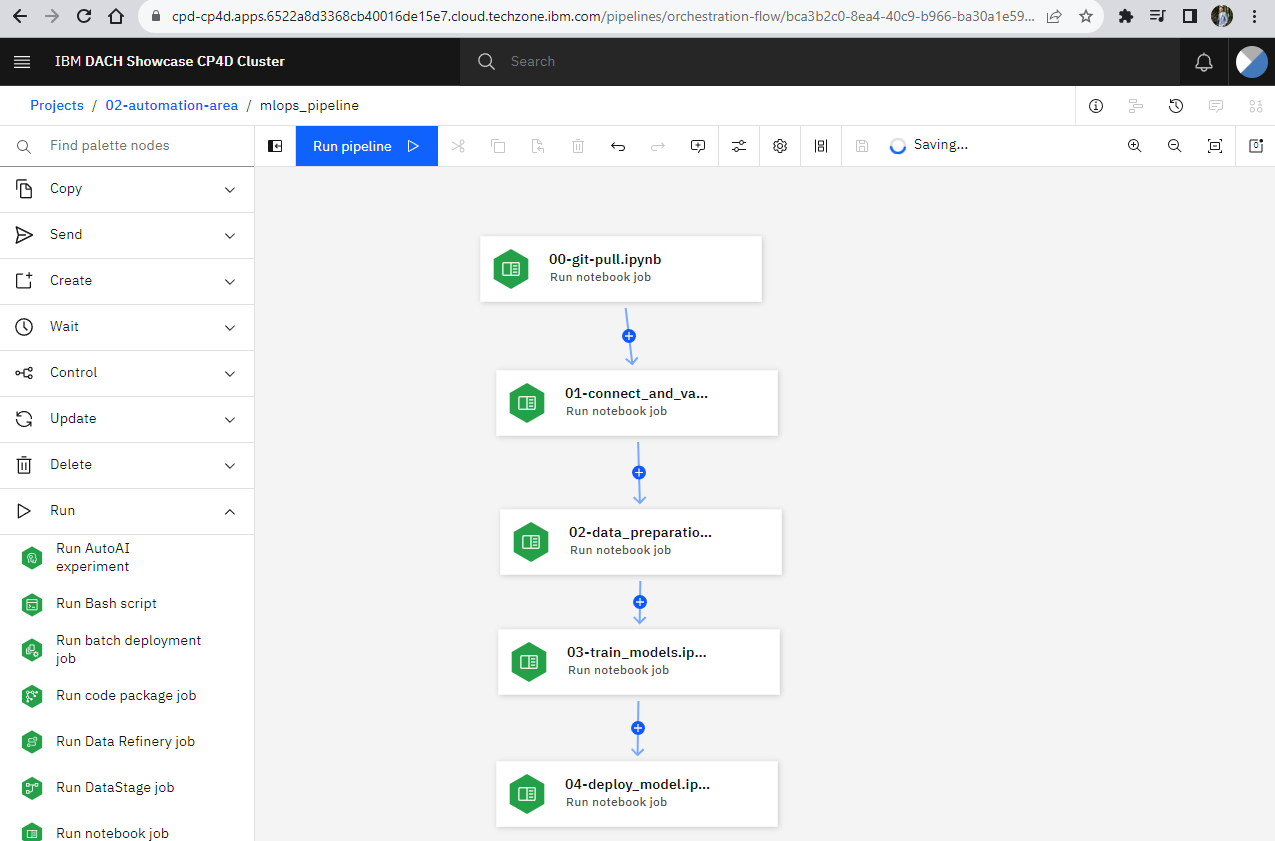 cpd-cp4d.apps.6522a8d3368cb40016de15e7.cloud.techzone.ibm.com/pipelines/orchestration-flow/bca3b2c0-8ea4-40c9-b966-ba30a1e59...
IBM DACH Showcase CP4D Cluster
Search
Projects / 02-automation-area / mlops_pipeline
Find palette nodes
Run pipeline
Saving...
Copy
Send
Create
Wait
Control
Update
Delete
Run
Run AutoAI
experiment
Run Bash script
Run batch deployment
job
Run code package job
Run Data Refinery job
Run DataStage job
Run notebook job
00-git-pull.ipynb
Run notebook job
01-connect_and_va...
Run notebook job
02-data_preparatio...
Run notebook job
03-train_models.ip...
Run notebook job
04-deploy_model.ip...
Run notebook job